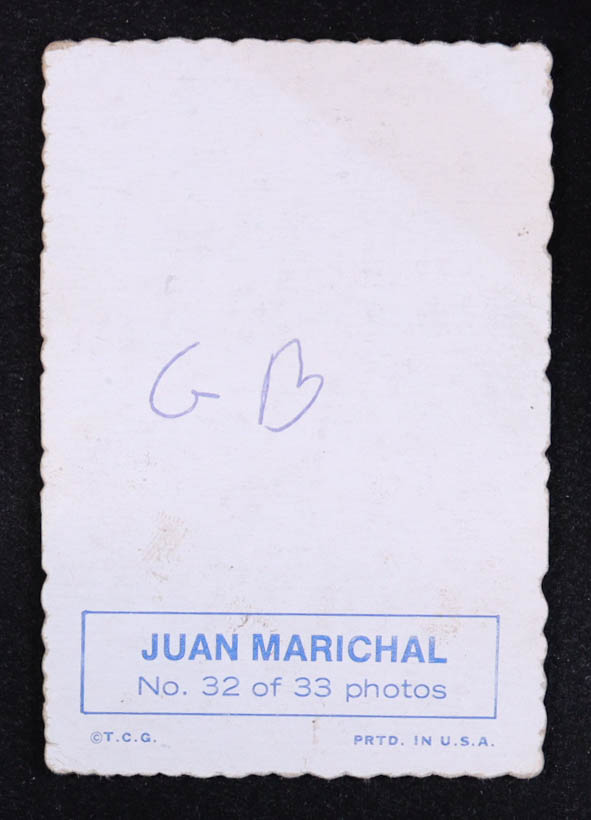 G B
JUAN MARICHAL
No. 32 of 33 photos
©T.C.G. PRTD. IN U.S.A.